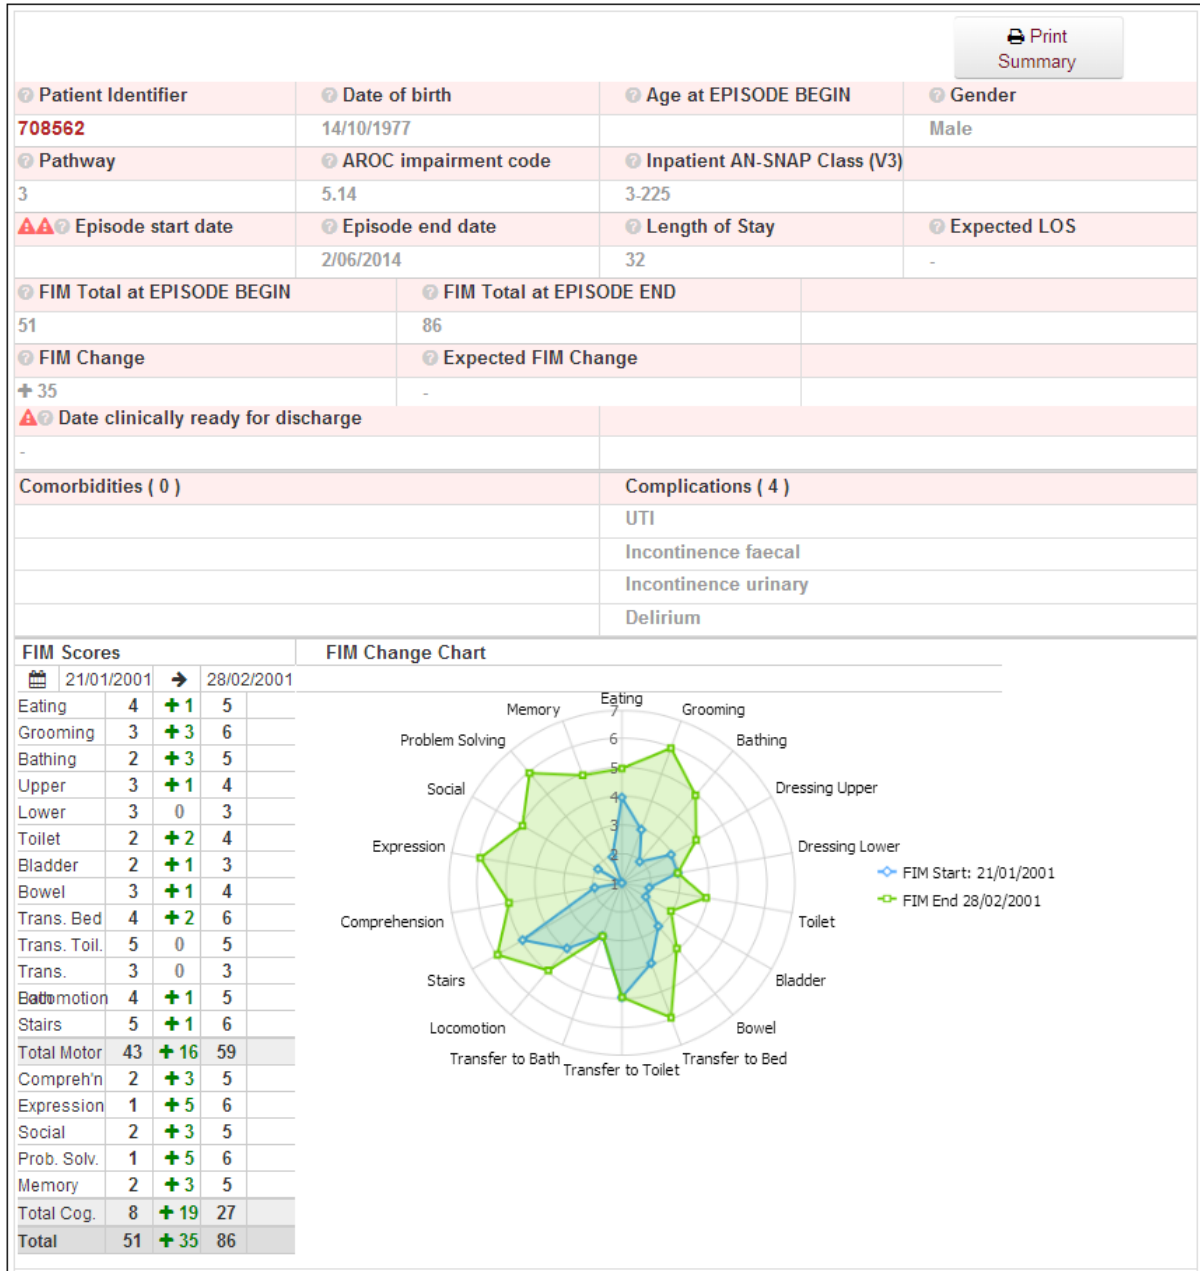 Print
Summary
Patient Identifier Date of birth Age at EPISODE BEGIN Gender
708562 14/10/1977 Male
Pathway AROC impairment code Inpatient AN-SNAP Class (V3)
3 5.14 3-225
Episode start date Episode end date Length of Stay Expected LOS
2/06/2014 32 -
FIM Total at EPISODE BEGIN FIM Total at EPISODE END
51 86
FIM Change Expected FIM Change
+ 35 -
Date clinically ready for discharge
-
Comorbidities ( 0 ) Complications ( 4 )
UTI
Incontinence faecal
Incontinence urinary
Delirium
FIM Scores FIM Change Chart
21/01/2001 → 28/02/2001
Eating 4 + 1 5
Grooming 3 + 3 6
Bathing 2 + 3 5
Upper 3 + 1 4
Lower 3 0 3
Toilet 2 + 2 4
Bladder 2 + 1 3
Bowel 3 + 1 4
Trans. Bed 4 + 2 6
Trans. Toil. 5 0 5
Trans. Bath 3 0 3
Locomotion 4 + 1 5
Stairs 5 + 1 6
Total Motor 43 + 16 59
Compreh'n 2 + 3 5
Expression 1 + 5 6
Social 2 + 3 5
Prob. Solv. 1 + 5 6
Memory 2 + 3 5
Total Cog. 8 + 19 27
Total 51 + 35 86
Eating
Grooming
Bathing
Dressing Upper
Dressing Lower
Toilet
Bladder
Bowel
Transfer to Bed
Transfer to Toilet
Transfer to Bath
Locomotion
Stairs
Comprehension
Expression
Social
Problem Solving
Memory
7
6
5
4
3
2
1
FIM Start: 21/01/2001
FIM End 28/02/2001